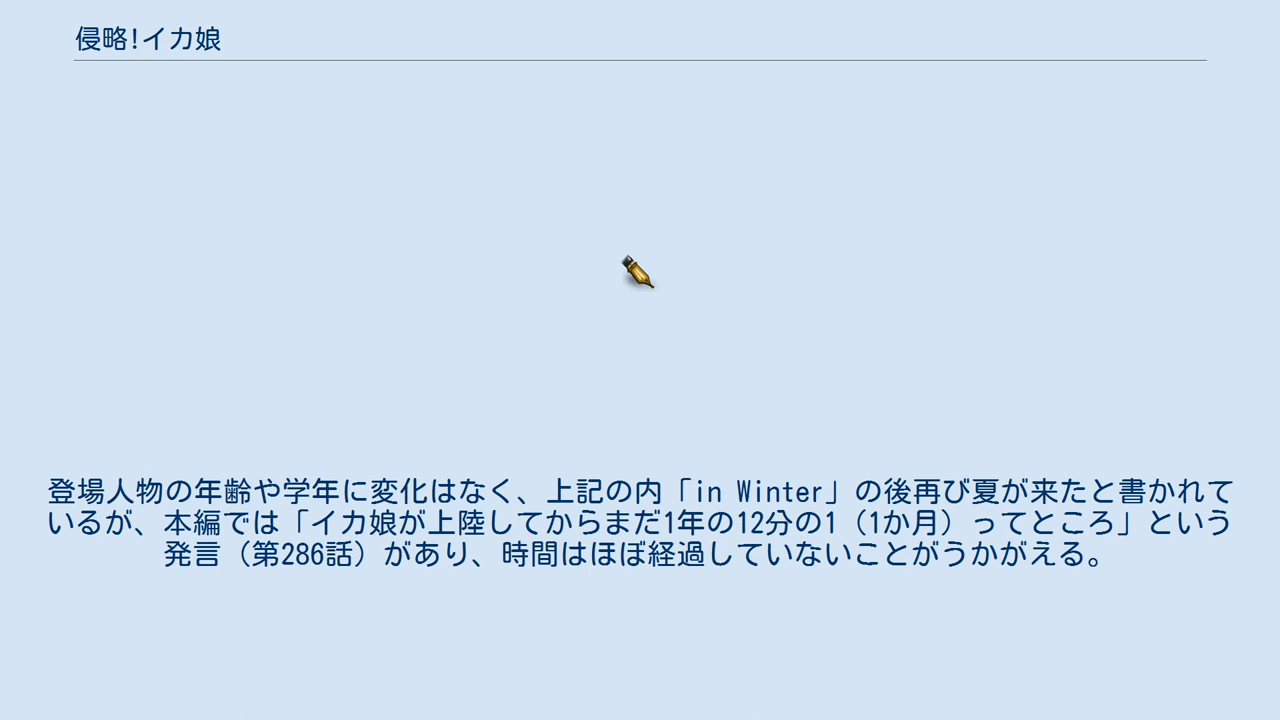 侵略!イカ娘
登場人物の年齢や学年に変化はなく、上記の内「in Winter」の後再び夏が来たと書かれて
いるが、本編では「イカ娘が上陸してからまだ1年の12分の1（1か月）ってところ」という
発言（第286話）があり、時間はほぼ経過していないことがうかがえる。